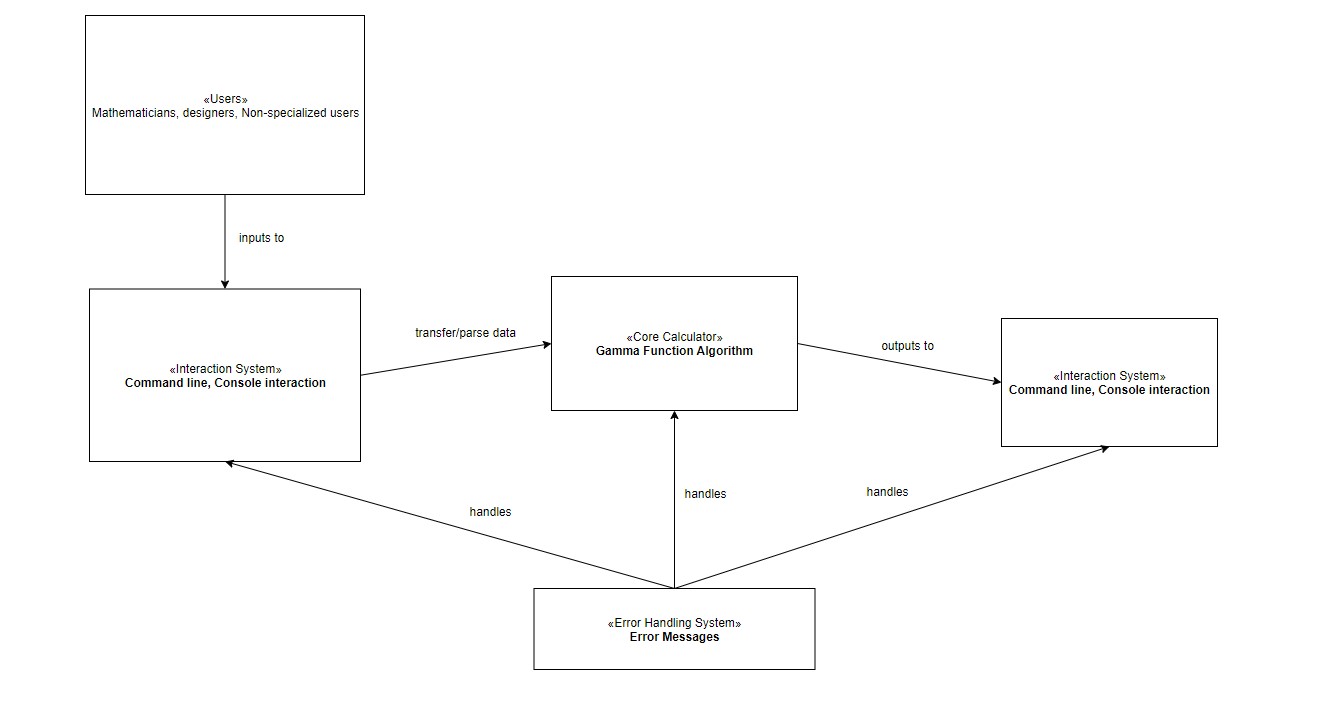 «Users»
Mathematicians, designers, Non-specialized users
inputs to
«Interaction System»
Command line, Console interaction
transfer/parse data
«Core Calculator»
Gamma Function Algorithm
outputs to
«Interaction System»
Command line, Console interaction
handles
handles
handles
«Error Handling System»
Error Messages